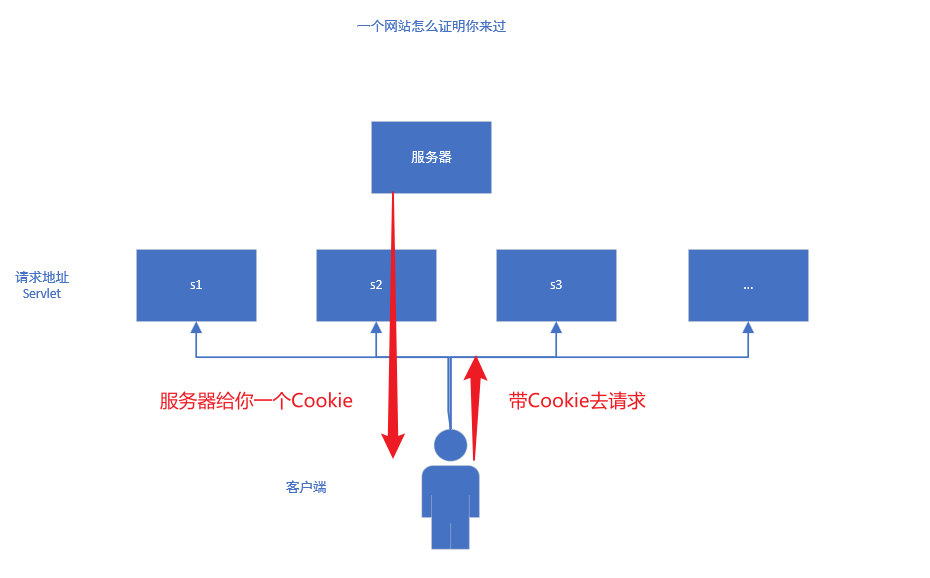 一个网站怎么证明你来过
服务器
请求地址
Servlet
s1
s2
s3
...
服务器给你一个Cookie
带Cookie去请求
客户端